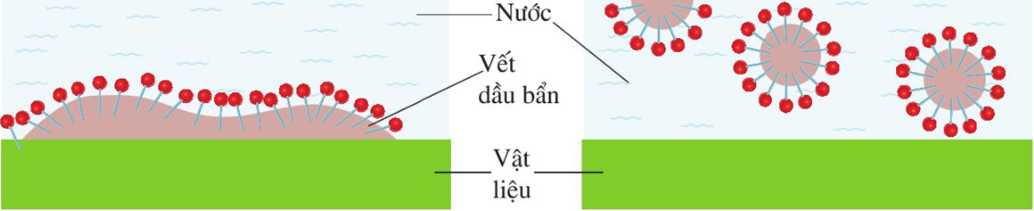 Nước
Vết
dầu bẩn
Vật
liệu